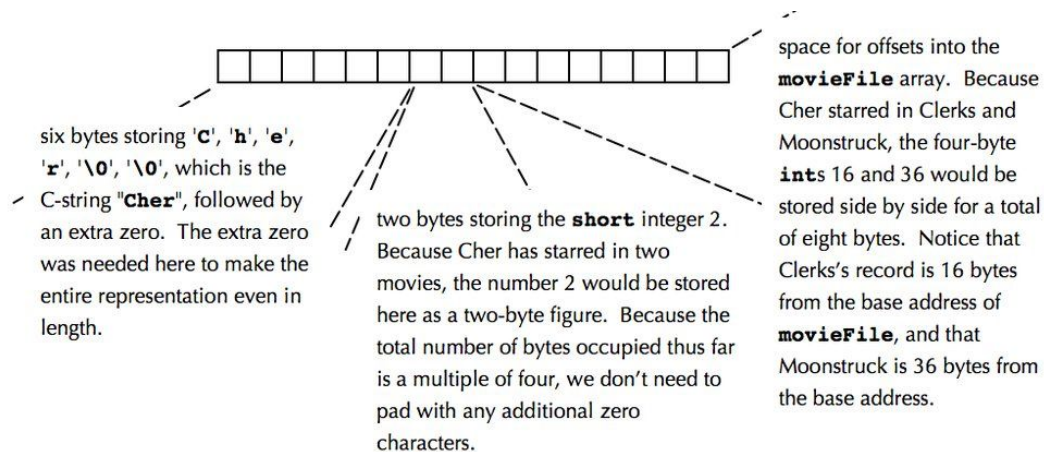 six bytes storing 'C', 'h', 'e',
'r', '\0', '\0', which is the
C-string "Cher", followed by
an extra zero.  The extra zero
was needed here to make the
entire representation even in
length.
two bytes storing the short integer 2.
Because Cher has starred in two
movies, the number 2 would be stored
here as a two-byte figure.  Because the
total number of bytes occupied thus far
is a multiple of four, we don't need to
pad with any additional zero
characters.
space for offsets into the
movieFile array.  Because
Cher starred in Clerks and
Moonstruck, the four-byte
ints 16 and 36 would be
stored side by side for a total
of eight bytes.  Notice that
Clerks's record is 16 bytes
from the base address of
movieFile, and that
Moonstruck is 36 bytes from
the base address.